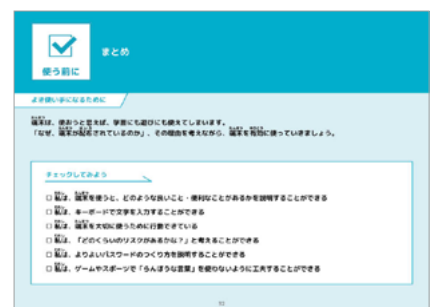 まとめ
使う前に
よき使い手になるために
端末は、使おうと思えば、学習にも遊びにも使えてしまいます。
「なぜ、端末が配布されているのか」、その理由を考えながら、端末を有効に使っていきましょう。
チェックしてみよう
□ 私は、端末を使うと、どのような良いこと・便利なことがあるかを説明することができる
□ 私は、キーボードで文字を入力することができる
□ 私は、端末を大切に使うために行動できている
□ 私は、「どのくらいのリスクがあるかな?」と考えることができる
□ 私は、よりよいパスワードのつくり方を説明することができる
□ 私は、ゲームやスポーツで「らんぼうな言葉」を使わないように工夫することができる